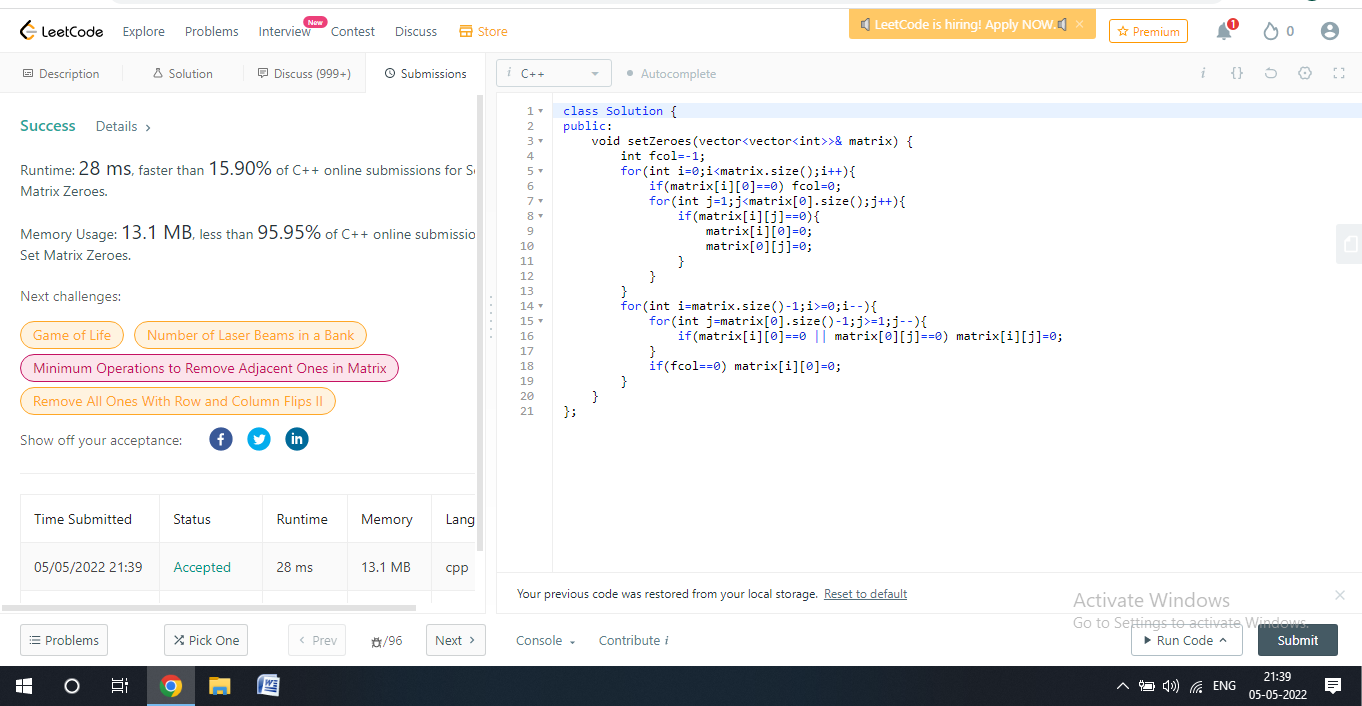 LeetCode
Explore
Problems
Interview
New
Contest
Discuss
Store
LeetCode is hiring! Apply NOW.
×
Premium
1
0
Description
Solution
Discuss (999+)
Submissions
i C++
Autocomplete
i
{}
Success
Details
Runtime: 28 ms, faster than 15.90% of C++ online submissions for S
Matrix Zeroes.
Memory Usage: 13.1 MB, less than 95.95% of C++ online submissio
Set Matrix Zeroes.
Next challenges:
Game of Life
Number of Laser Beams in a Bank
Minimum Operations to Remove Adjacent Ones in Matrix
Remove All Ones With Row and Column Flips II
Show off your acceptance:
Time Submitted Status Runtime Memory Lang
05/05/2022 21:39 Accepted 28 ms 13.1 MB cpp
1 class Solution {
2 public:
3     void setZeroes(vector<vector<int>>& matrix) {
4         int fcol=-1;
5         for(int i=0;i<matrix.size();i++){
6             if(matrix[i][0]==0) fcol=0;
7             for(int j=1;j<matrix[0].size();j++){
8                 if(matrix[i][j]==0){
9                     matrix[i][0]=0;
10                     matrix[0][j]=0;
11                 }
12             }
13         }
14         for(int i=matrix.size()-1;i>=0;i--){
15             for(int j=matrix[0].size()-1;j>=1;j--){
16                 if(matrix[i][0]==0 || matrix[0][j]==0) matrix[i][j]=0;
17             }
18             if(fcol==0) matrix[i][0]=0;
19         }
20     }
21 };
Your previous code was restored from your local storage. Reset to default
×
Activate Windows
Go to Settings to activate Windows.
Problems
Pick One
Prev
/96
Next
Console
Contribute i
Run Code
Submit
ENG
21:39
05-05-2022